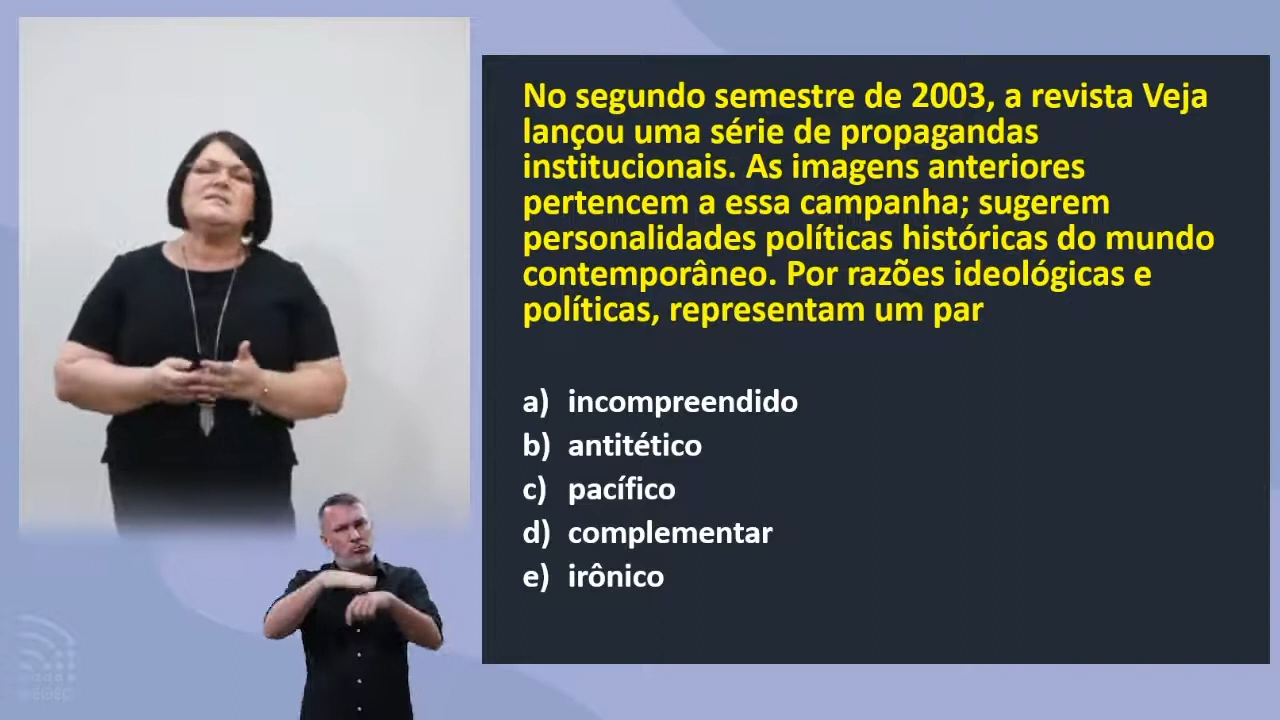 No segundo semestre de 2003, a revista Veja
lançou uma série de propagandas
institucionais. As imagens anteriores
pertencem a essa campanha; sugerem
personalidades políticas históricas do mundo
contemporâneo. Por razões ideológicas e
políticas, representam um par
a) incompreendido
b) antitético
c) pacífico
d) complementar
e) irônico